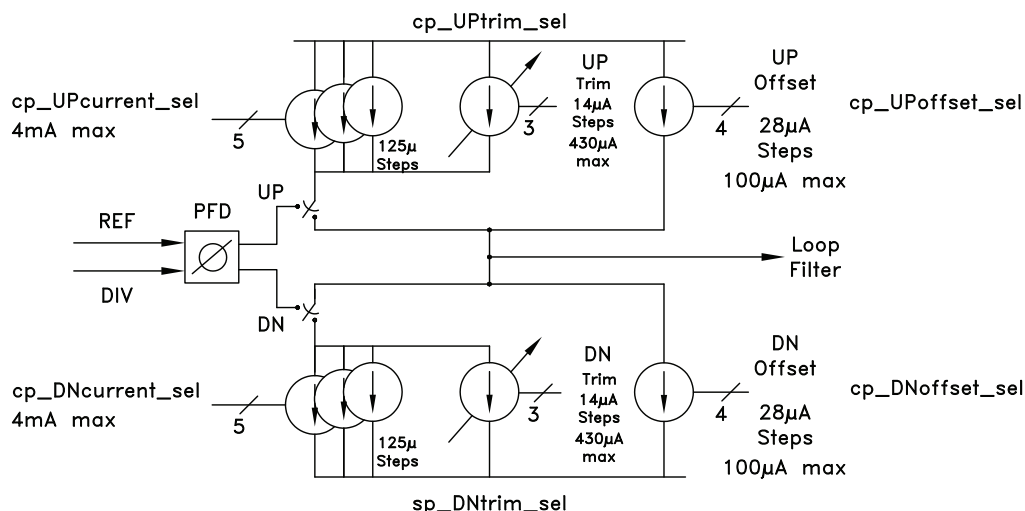 cp_UPtrim_sel
cp_UPcurrent_sel
4mA max
5
125µ
Steps
3
UP
Trim
14µA
Steps
430µA
max
4
UP
Offset
28µA
Steps
100µA max
cp_UPoffset_sel
UP
PFD
REF
DIV
DN
Loop
Filter
cp_DNcurrent_sel
4mA max
5
125µ
Steps
3
DN
Trim
14µA
Steps
430µA
max
4
DN
Offset
28µA
Steps
100µA max
cp_DNoffset_sel
sp_DNtrim_sel